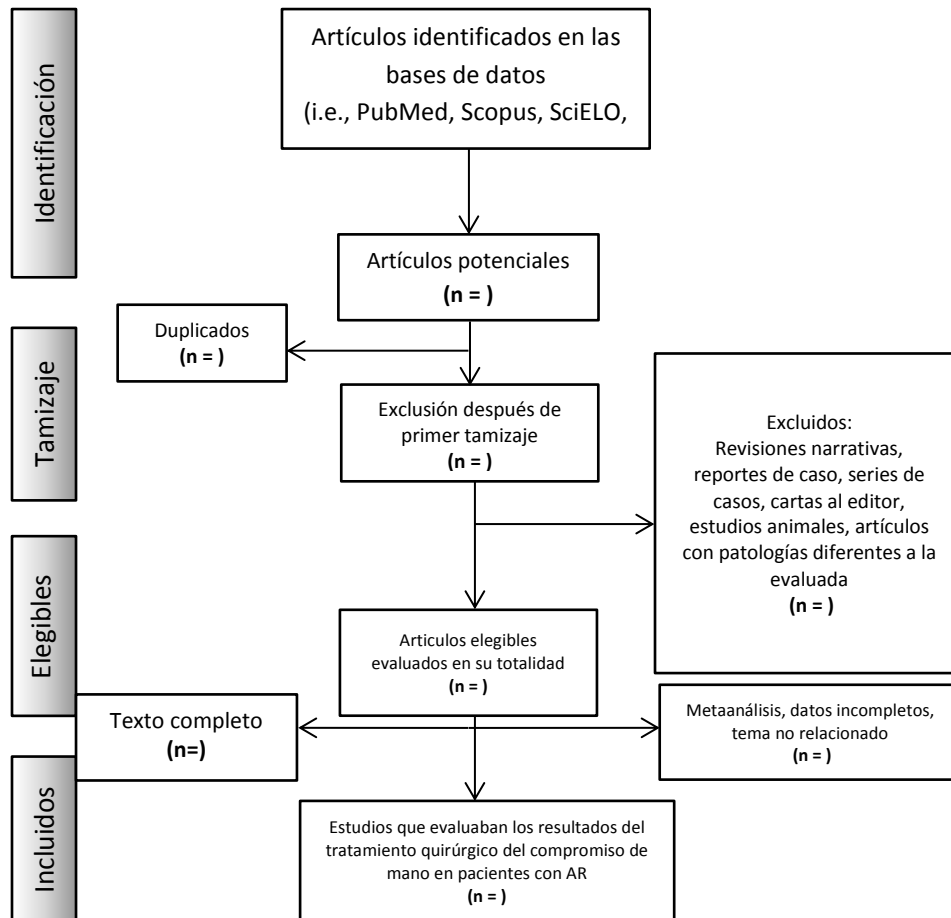 Identificación
Artículos identificados en las
bases de datos
(i.e., PubMed, Scopus, SciELO,
Artículos potenciales
(n = )
Tamizaje
Duplicados
(n = )
Exclusión después de
primer tamizaje
(n = )
Excluidos:
Revisiones narrativas,
reportes de caso, series de
casos, cartas al editor,
estudios animales, artículos
con patologías diferentes a la
evaluada
(n = )
Elegibles
Articulos elegibles
evaluados en su totalidad
(n = )
Texto completo
(n=)
Metaanálisis, datos incompletos,
tema no relacionado
(n = )
Incluidos
Estudios que evaluaban los resultados del
tratamiento quirúrgico del compromiso de
mano en pacientes con AR
(n = )